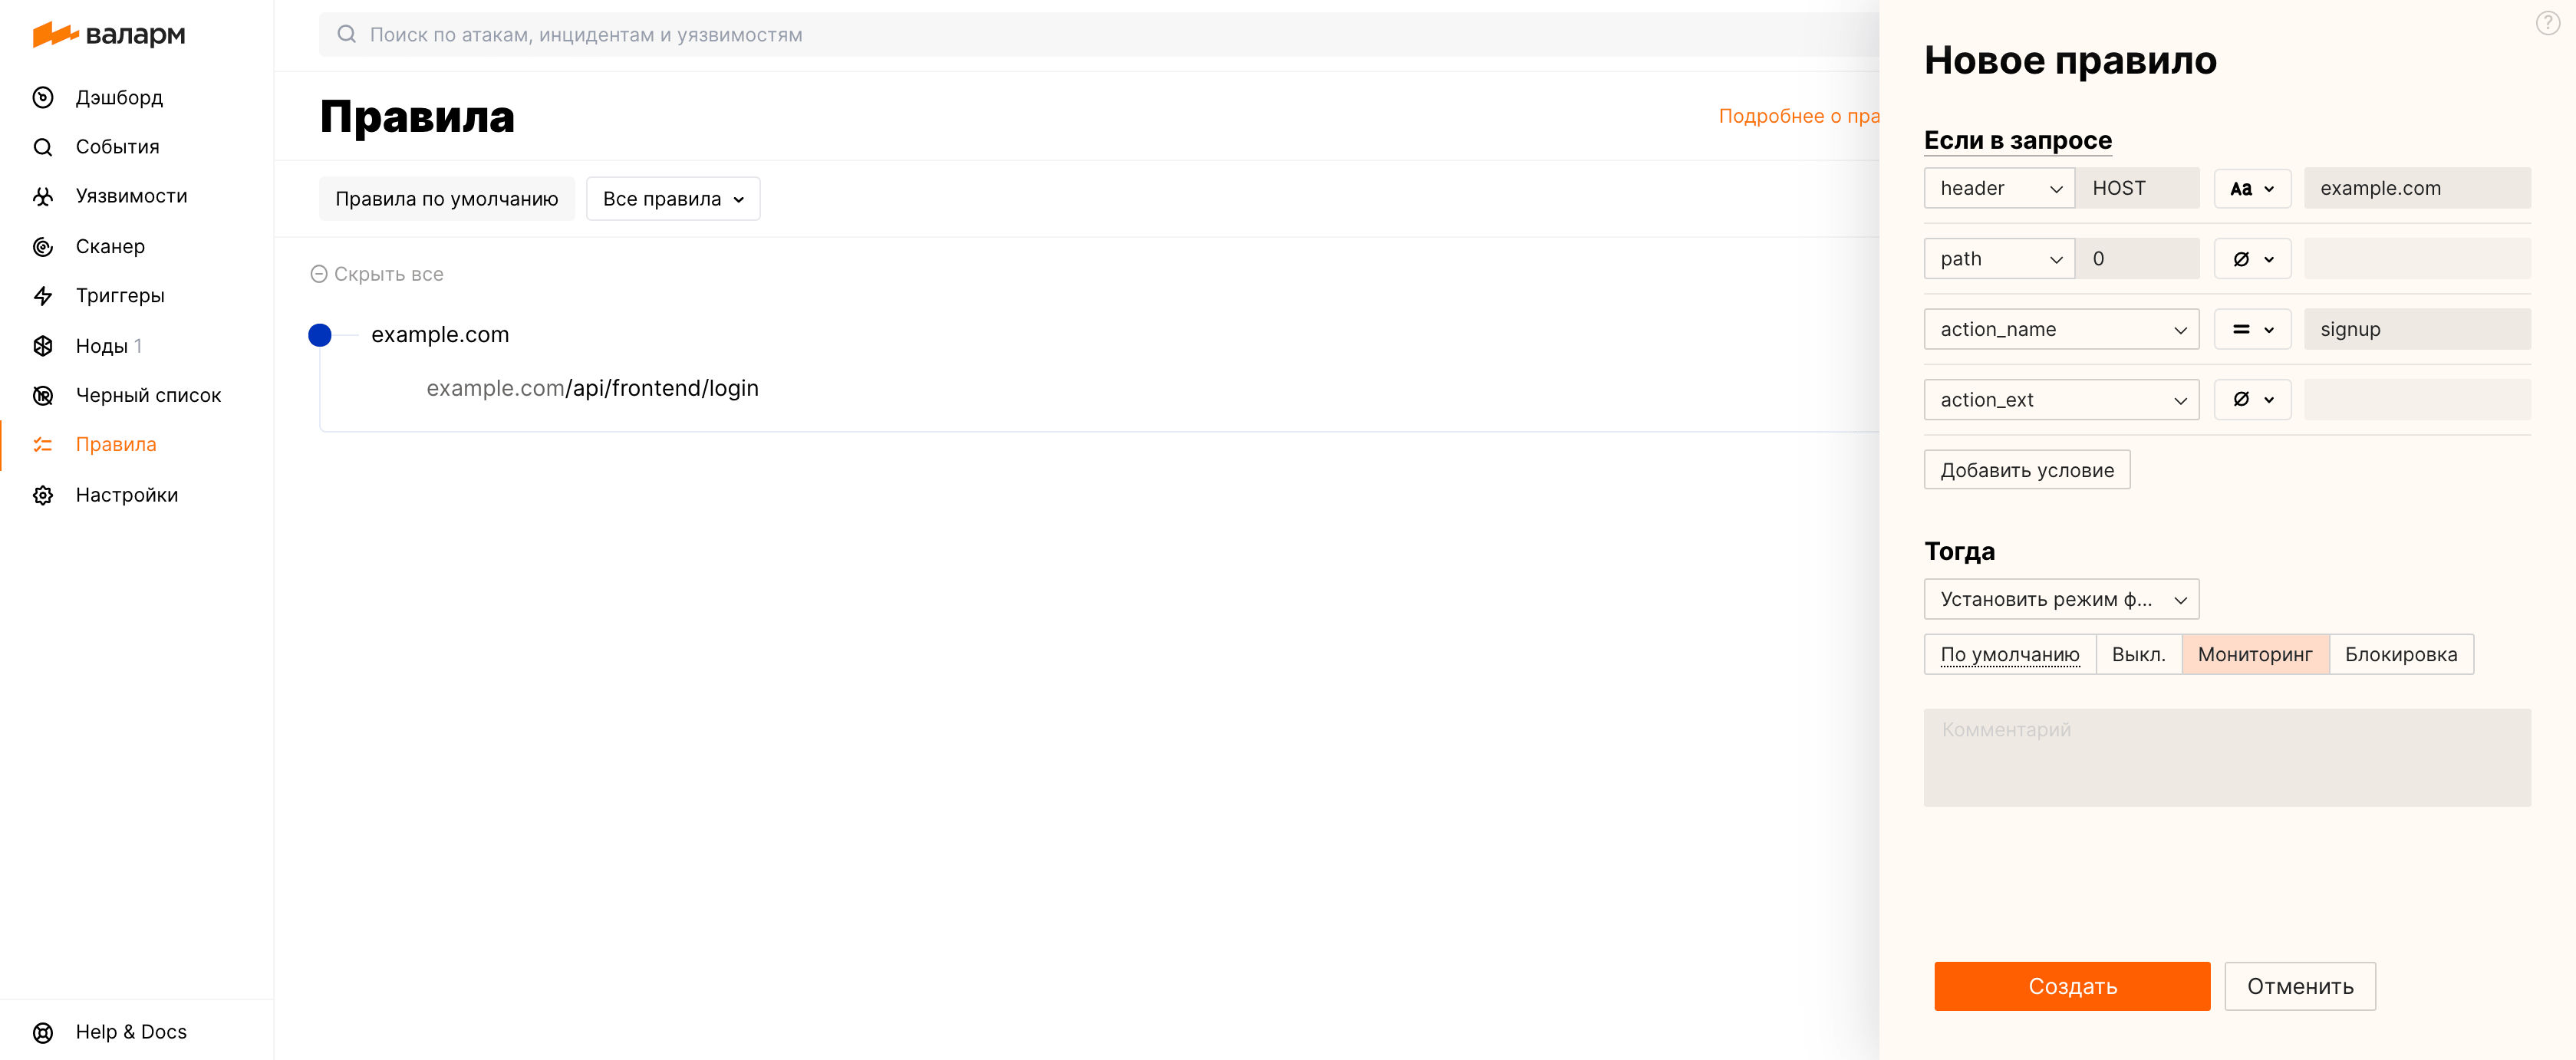 валарм
Дэшборд
События
Уязвимости
Сканер
Триггеры
Ноды 1
Черный список
Правила
Настройки
Help & Docs
Поиск по атакам, инцидентам и уязвимостям
Правила
Подробнее о пра
Правила по умолчанию
Все правила
Скрыть все
example.com
example.com/api/frontend/login
?
Новое правило
Если в запросе
header HOST Aa example.com
path 0 Ø
action_name = signup
action_ext Ø
Добавить условие
Тогда
Установить режим ф...
По умолчанию Выкл. Мониторинг Блокировка
Комментарий
Создать Отменить